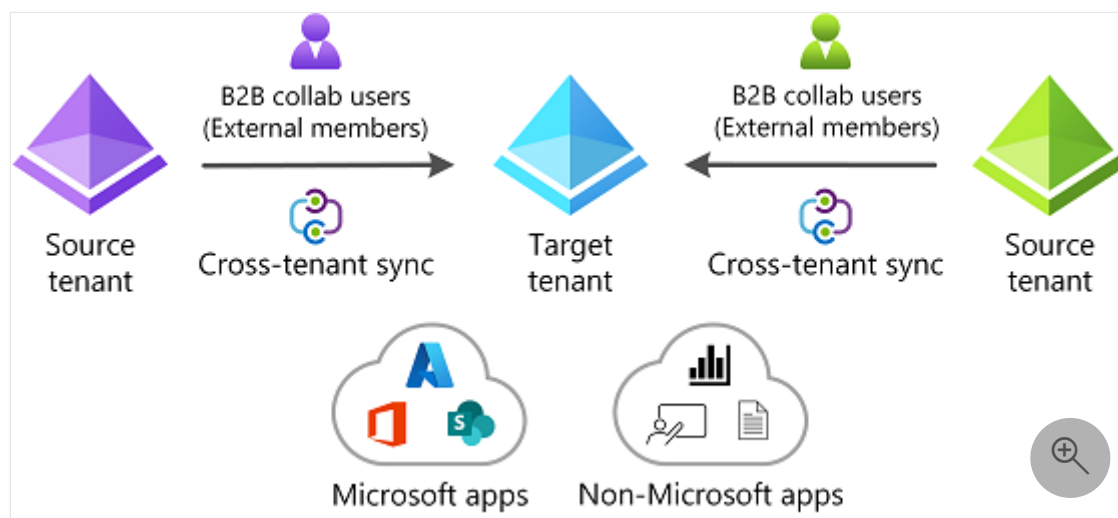 B2B collab users
(External members)
B2B collab users
(External members)
Source
tenant
Cross-tenant sync
Target
tenant
Cross-tenant sync
Source
tenant
A
S
Microsoft apps
Non-Microsoft apps